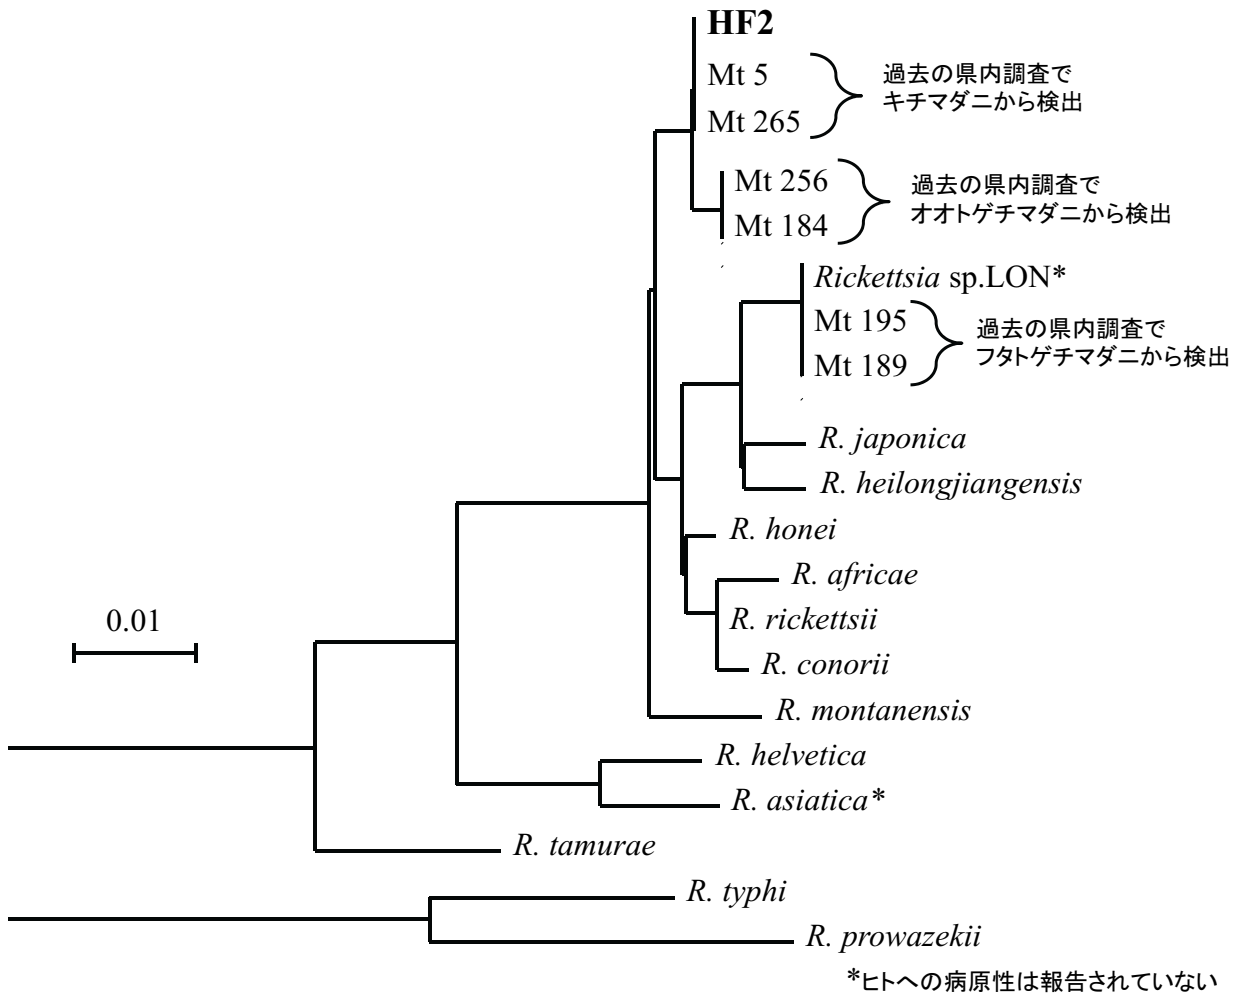 HF2
Mt 5
Mt 265
過去の県内調査で
キチマダニから検出
Mt 256
Mt 184
過去の県内調査で
オオトゲチマダニから検出
Rickettsia sp.LON*
Mt 195
Mt 189
過去の県内調査で
フタトゲチマダニから検出
R. japonica
R. heilongjiangensis
R. honei
R. africae
0.01
R. rickettsii
R. conorii
R. montanensis
R. helvetica
R. asiatica*
R. tamurae
R. typhi
R. prowazekii
*ヒトへの病原性は報告されていない